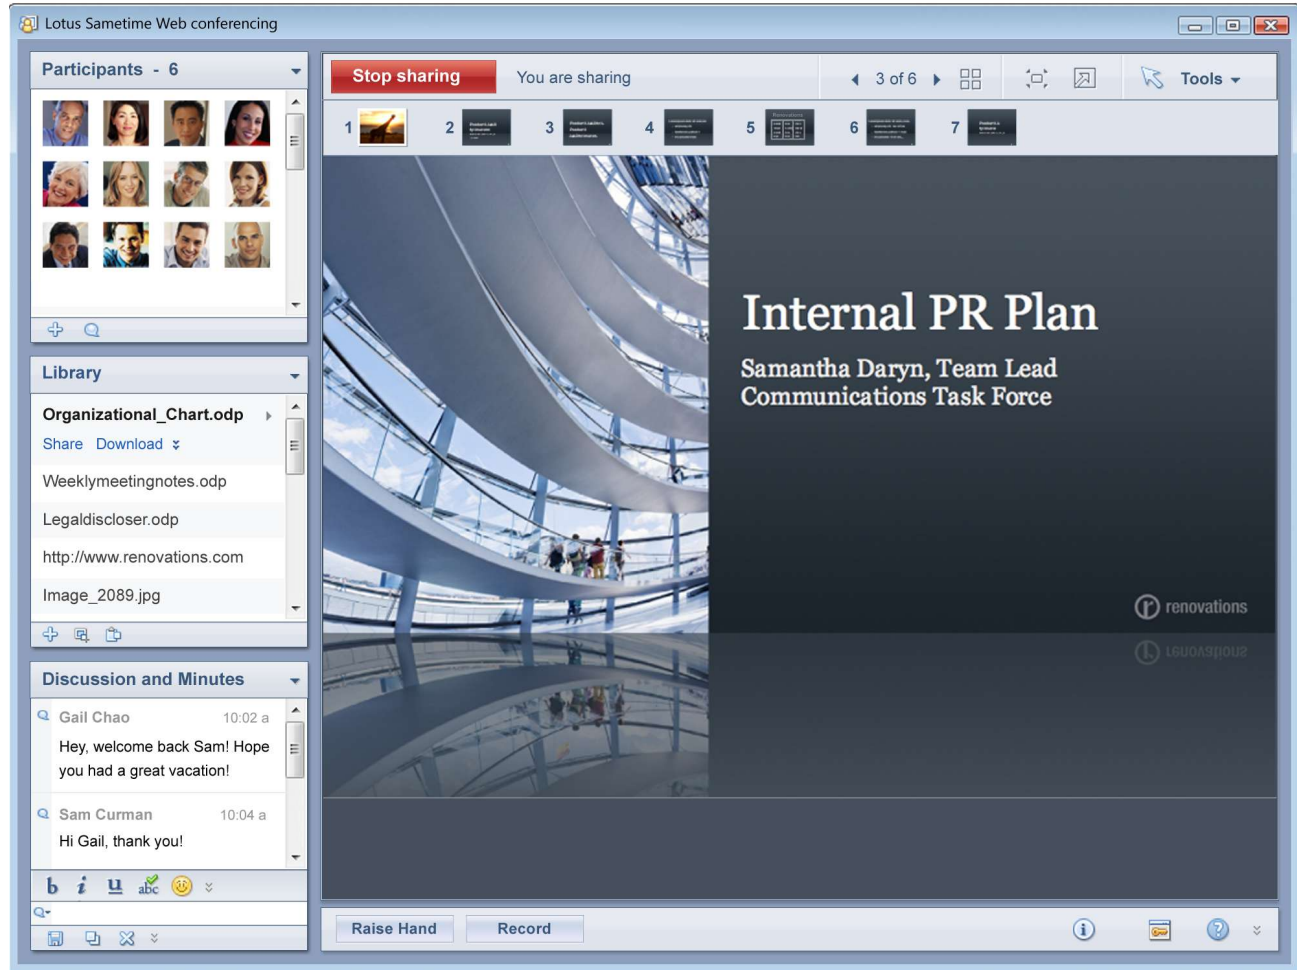 Lotus Sametime Web conferencing
Participants - 6
Stop sharing
You are sharing
3 of 6
Tools
1
2
3
4
5
Renovations
6
7
Internal PR Plan
Samantha Daryn, Team Lead
Communications Task Force
renovations
Library
Organizational_Chart.odp
Share Download
Weeklymeetingnotes.odp
Legaldiscloser.odp
http://www.renovations.com
Image_2089.jpg
Discussion and Minutes
Gail Chao 10:02 a
Hey, welcome back Sam! Hope
you had a great vacation!
Sam Curman 10:04 a
Hi Gail, thank you!
b i u abc
Raise Hand
Record